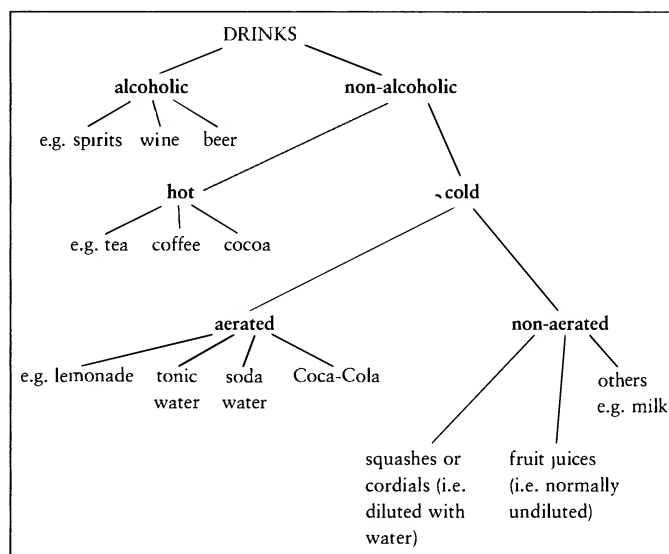 DRINKS
alcoholic non-alcoholic
e.g. spirits wine beer
hot cold
e.g. tea coffee cocoa
aerated non-aerated
e.g. lemonade tonic water soda water Coca-Cola
others
e.g. milk
squashes or
cordials (i.e.
diluted with
water)
fruit juices
(i.e. normally
undiluted)